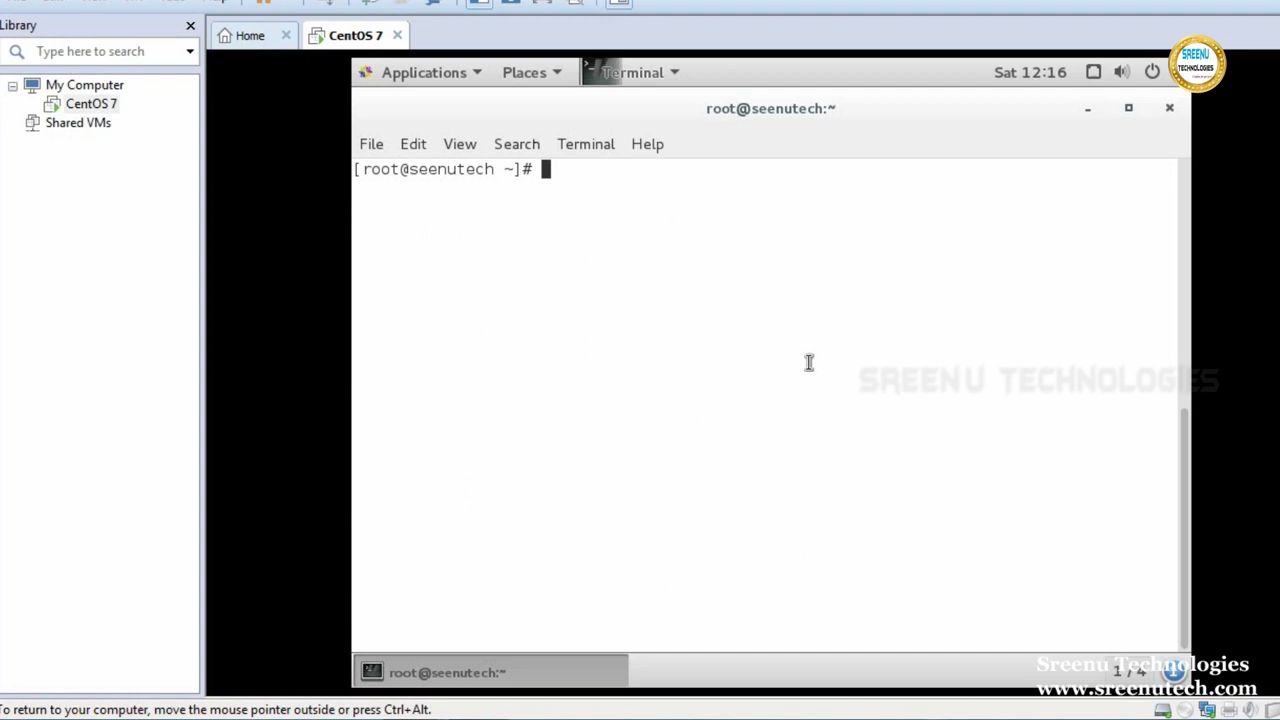 Library
Home
CentOS 7
Type here to search
My Computer
CentOS 7
Shared VMs
Applications
Places
Terminal
Sat 12:16
SREENU
TECHNOLOGIES
root@seenutech:~
File Edit View Search Terminal Help
[root@seenutech ~]#
SREENU TECHNOLOGIES
root@seenutech:~
1 / 4
Sreenu Technologies
www.sreenutech.com
To return to your computer, move the mouse pointer outside or press Ctrl+Alt.